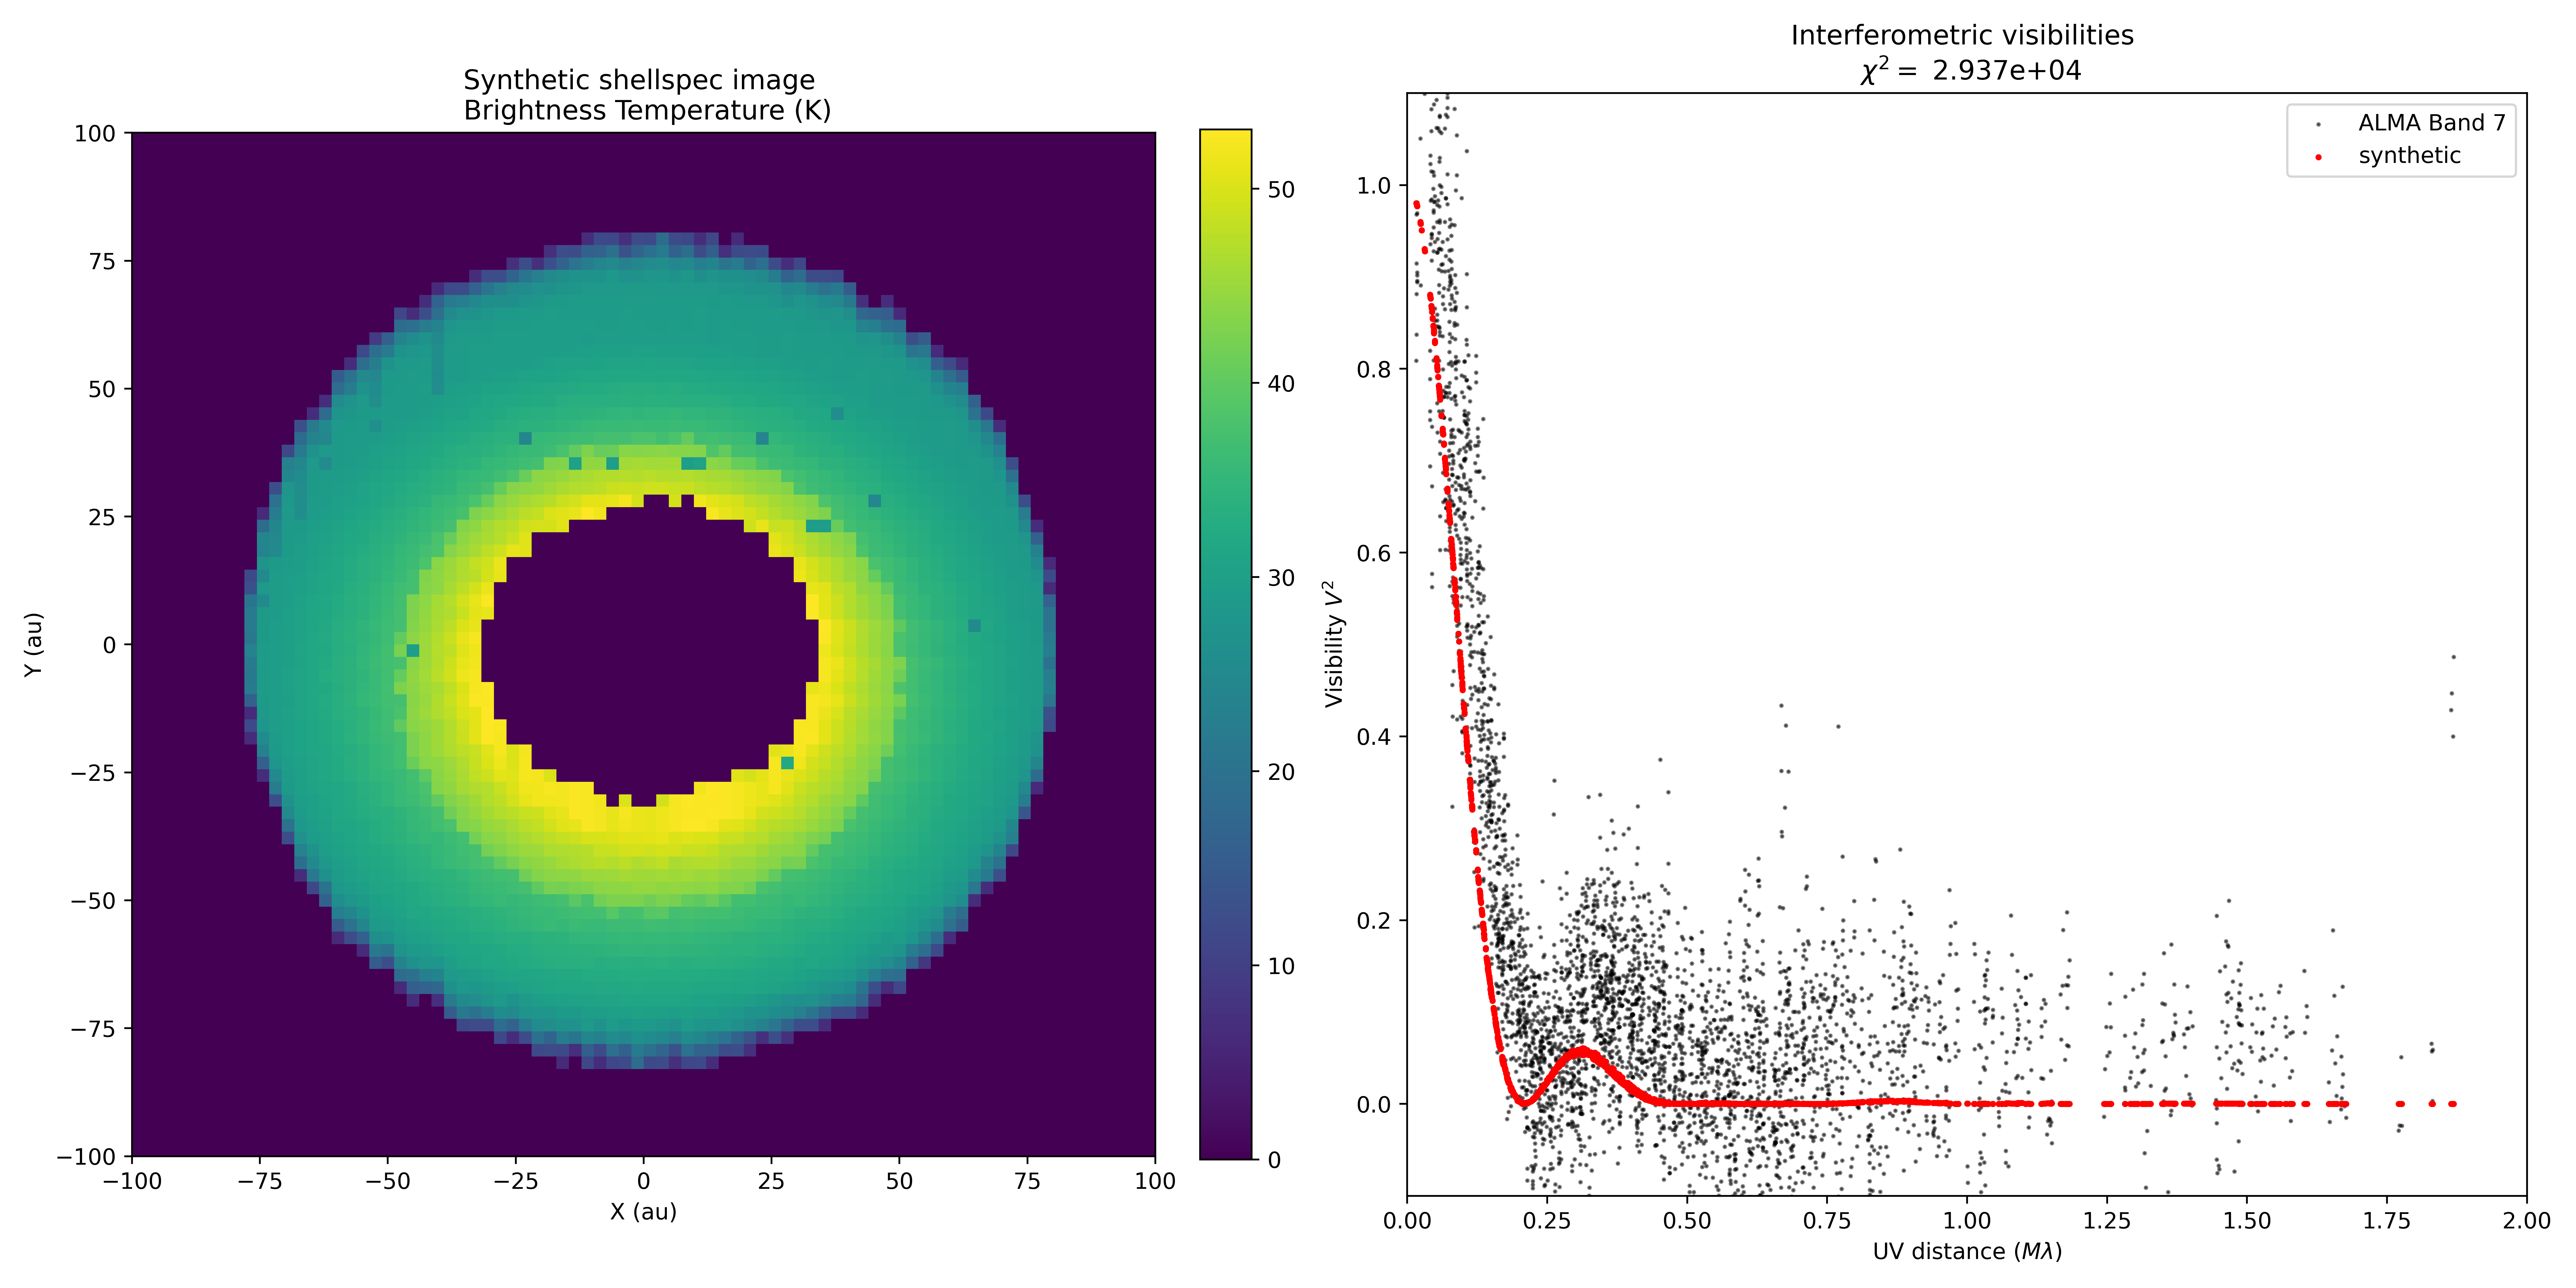 Synthetic shellspec image
Brightness Temperature (K)
100
75
50
25
0
−25
−50
−75
−100
Y (au)
−100 −75 −50 −25 0 25 50 75 100
X (au)
50
40
30
20
10
0
Interferometric visibilities
χ² = 2.937e+04
ALMA Band 7
synthetic
1.0
0.8
0.6
0.4
0.2
0.0
Visibility V²
0.00 0.25 0.50 0.75 1.00 1.25 1.50 1.75 2.00
UV distance (Mλ)